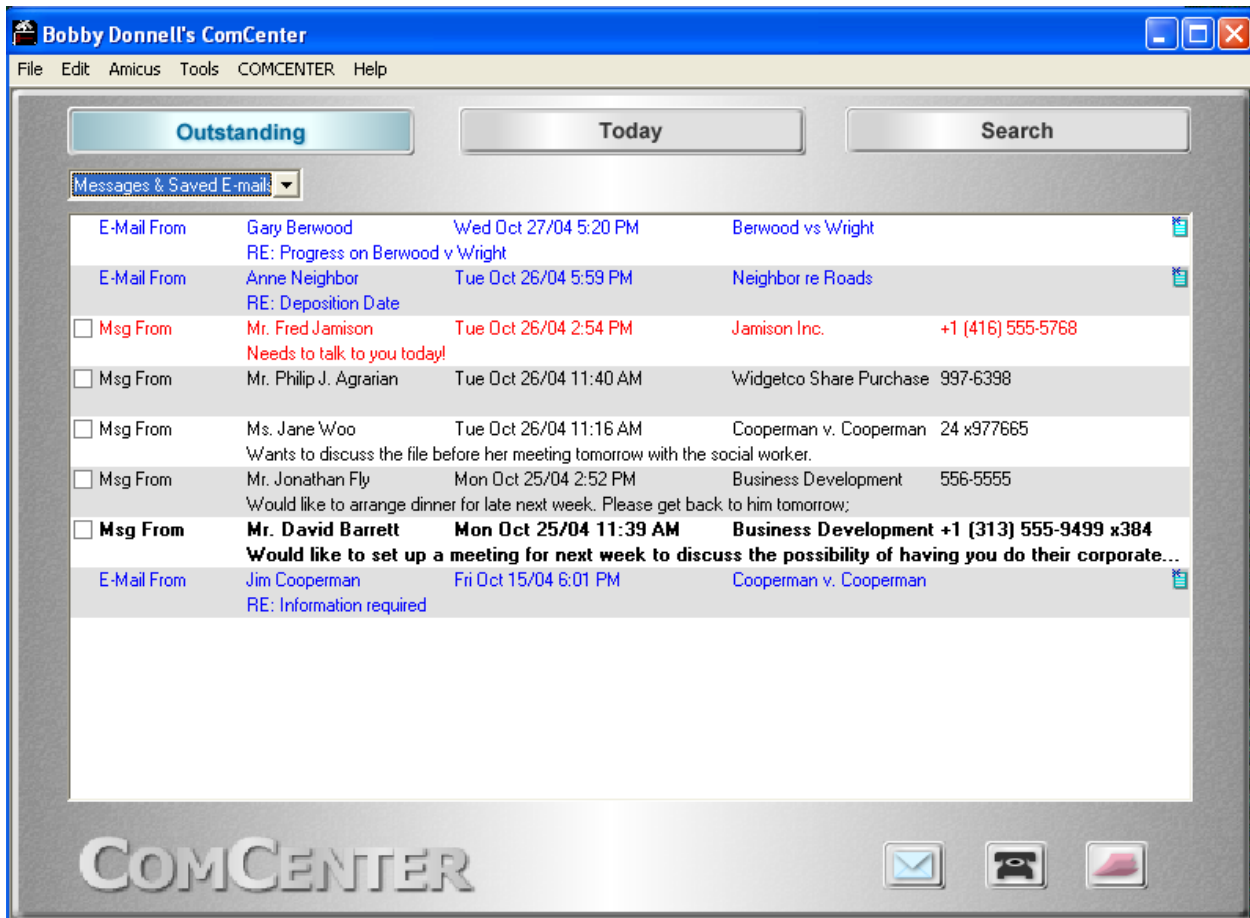 Bobby Donnell's ComCenter
File Edit Amicus Tools COMCENTER Help
Outstanding Today Search
Messages & Saved E-mails
E-Mail From Gary Berwood Wed Oct 27/04 5:20 PM Berwood vs Wright
RE: Progress on Berwood v Wright
E-Mail From Anne Neighbor Tue Oct 26/04 5:59 PM Neighbor re Roads
RE: Deposition Date
Msg From Mr. Fred Jamison Tue Oct 26/04 2:54 PM Jamison Inc. +1 (416) 555-5768
Needs to talk to you today!
Msg From Mr. Philip J. Agrarian Tue Oct 26/04 11:40 AM Widgetco Share Purchase 997-6398
Msg From Ms. Jane Woo Tue Oct 26/04 11:16 AM Cooperman v. Cooperman 24 x977665
Wants to discuss the file before her meeting tomorrow with the social worker.
Msg From Mr. Jonathan Fly Mon Oct 25/04 2:52 PM Business Development 556-5555
Would like to arrange dinner for late next week. Please get back to him tomorrow;
Msg From Mr. David Barrett Mon Oct 25/04 11:39 AM Business Development +1 (313) 555-9499 x384
Would like to set up a meeting for next week to discuss the possibility of having you do their corporate...
E-Mail From Jim Cooperman Fri Oct 15/04 6:01 PM Cooperman v. Cooperman
RE: Information required
COMCENTER